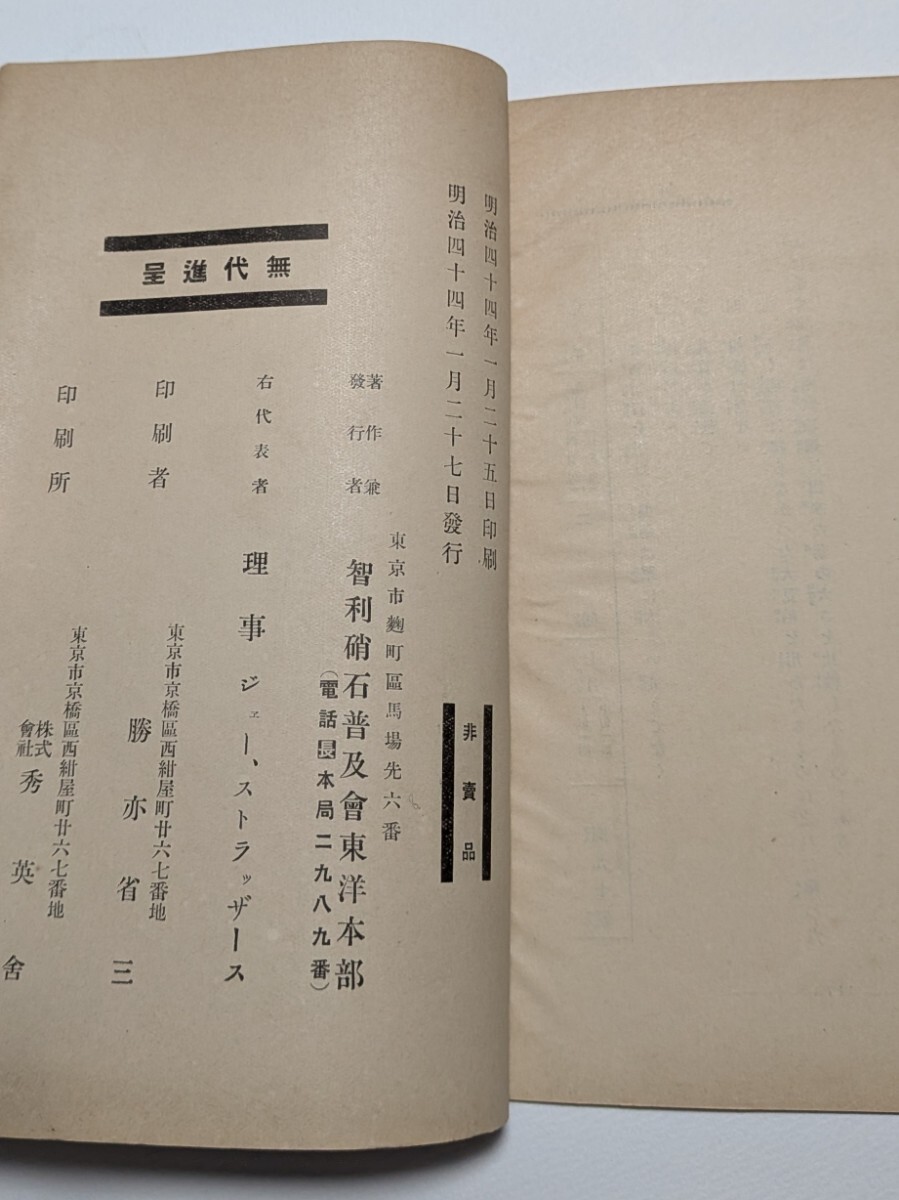 明治四十四年一月二十五日印刷
明治四十四年一月二十七日發行
非賣品
無代進呈
著作兼
發行者
東京市麴町區馬場先六番
智利硝石普及會東洋本部
(電話長本局二九八九番)
右代表者
理事ジェー、ストラッザース
印刷者
東京市京橋區西紺屋町廿六七番地
勝亦省三
印刷所
東京市京橋區西紺屋町廿六七番地
株式
會社
秀英舍